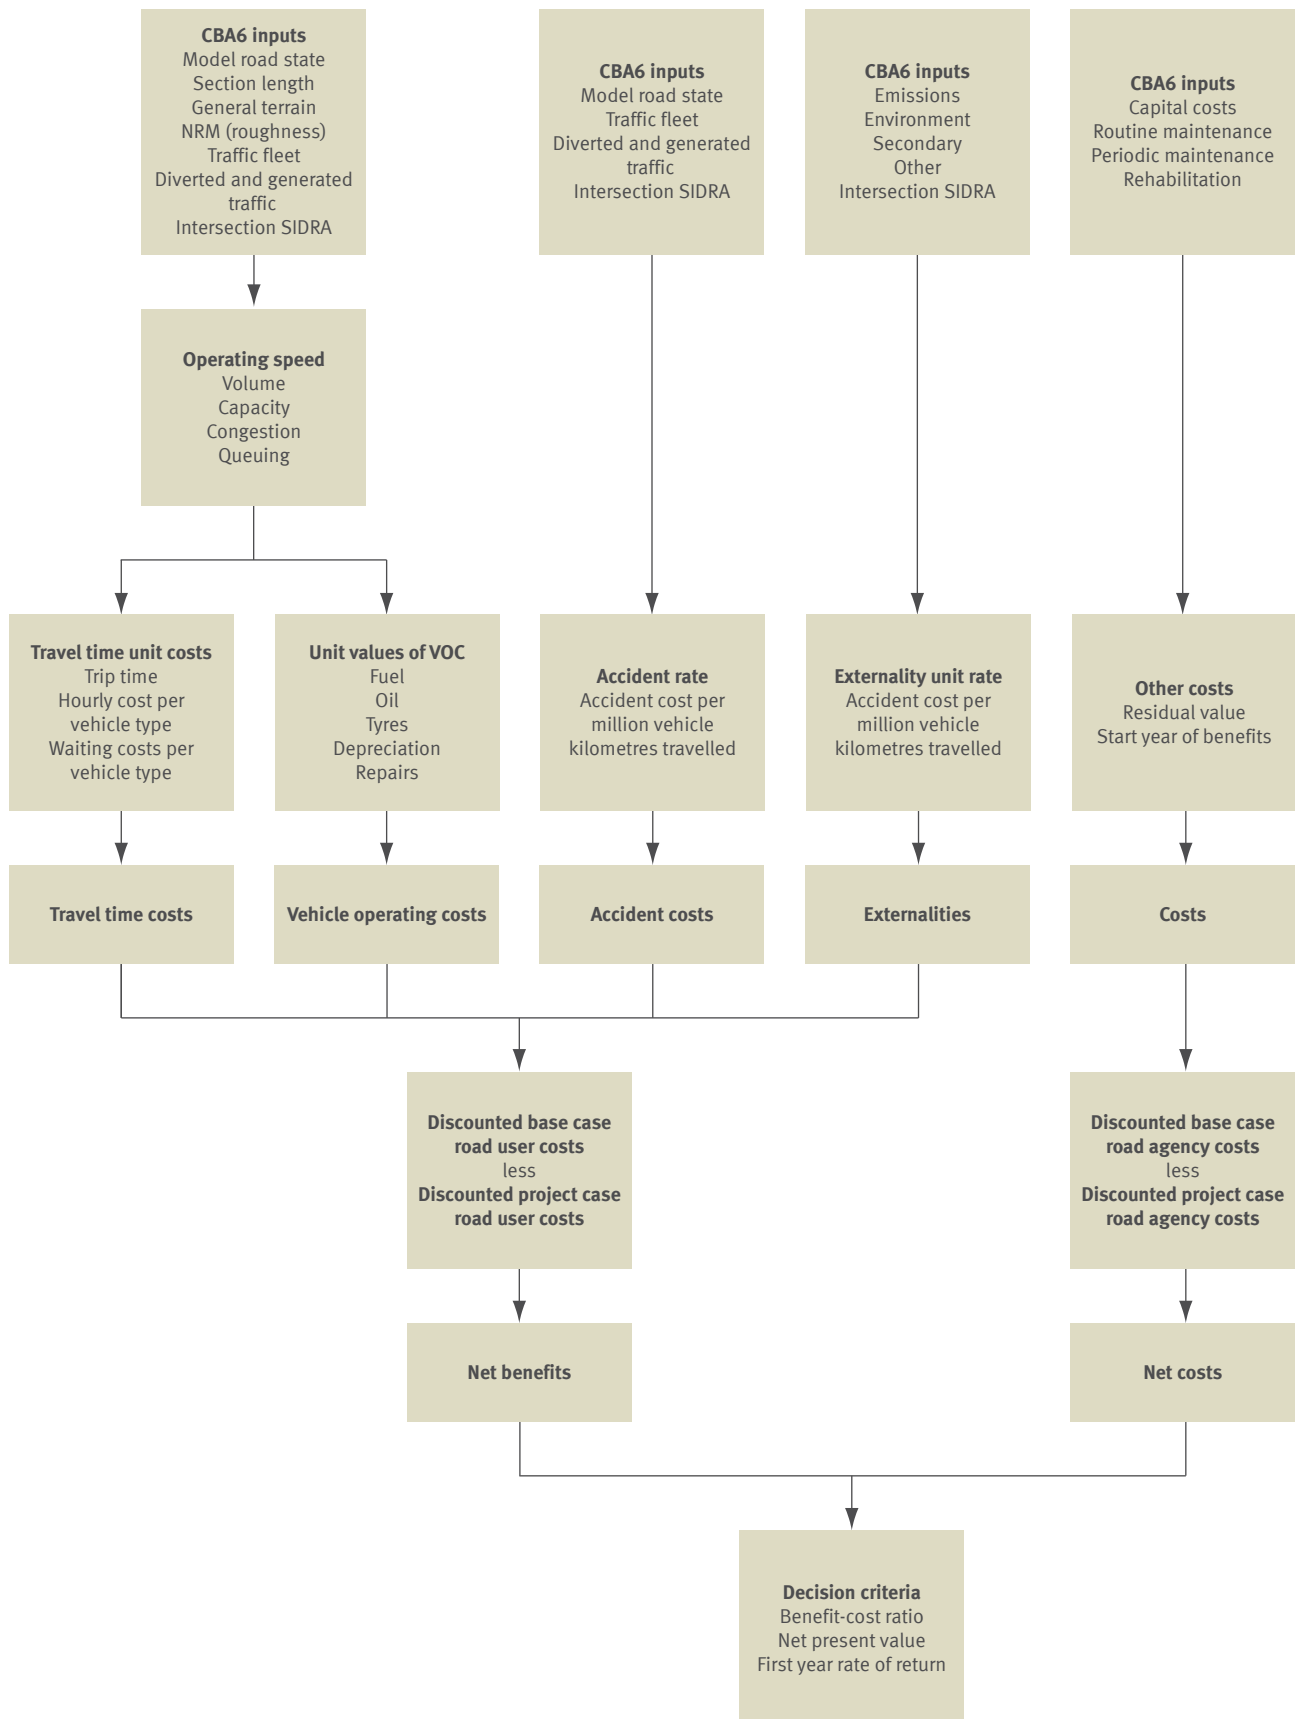 CBA6 inputs
Model road state
Section length
General terrain
NRM (roughness)
Traffic fleet
Diverted and generated
traffic
Intersection SIDRA
CBA6 inputs
Model road state
Traffic fleet
Diverted and generated
traffic
Intersection SIDRA
CBA6 inputs
Emissions
Environment
Secondary
Other
Intersection SIDRA
CBA6 inputs
Capital costs
Routine maintenance
Periodic maintenance
Rehabilitation
Operating speed
Volume
Capacity
Congestion
Queuing
Travel time unit costs
Trip time
Hourly cost per
vehicle type
Waiting costs per
vehicle type
Unit values of VOC
Fuel
Oil
Tyres
Depreciation
Repairs
Accident rate
Accident cost per
million vehicle
kilometres travelled
Externality unit rate
Accident cost per
million vehicle
kilometres travelled
Other costs
Residual value
Start year of benefits
Travel time costs
Vehicle operating costs
Accident costs
Externalities
Costs
Discounted base case
road user costs
less
Discounted project case
road user costs
Discounted base case
road agency costs
less
Discounted project case
road agency costs
Net benefits
Net costs
Decision criteria
Benefit-cost ratio
Net present value
First year rate of return